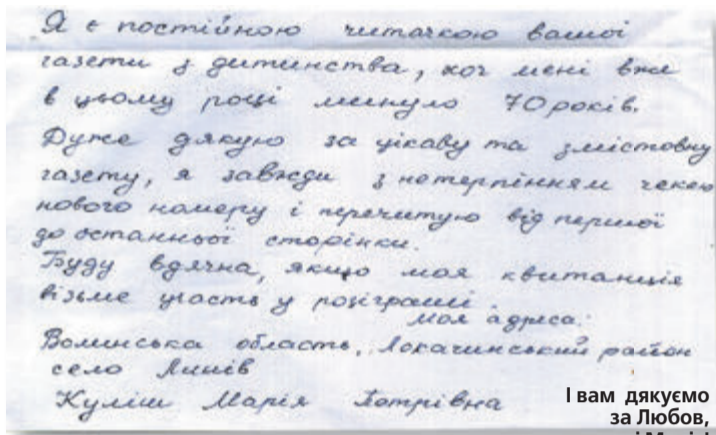 Я є постійною читачкою вашої
газети з дитинства, хоч мені вже
в цьому році минуло 70 років.
Дуже дякую за цікаву та змістовну
газету, я завжди з нетерпінням чекаю
нового номеру і перечитую від першої
до останньої сторінки.
Буду вдячна, якщо моя квитанція
візьме участь у розіграші.
Моя адреса:
Волинська область, Локачинський район
село Линів
Куліш Марія Петрівна
І вам дякуємо
за Любов,